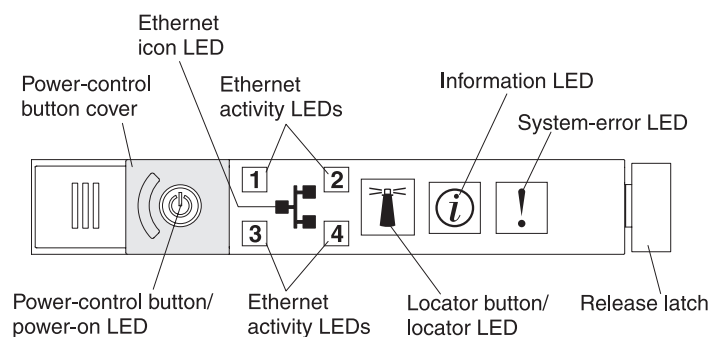 Ethernet
icon LED
Power-control
button cover
Ethernet
activity LEDs
Information LED
System-error LED
1
2
i
!
3
4
Power-control button/
power-on LED
Ethernet
activity LEDs
Locator button/
locator LED
Release latch